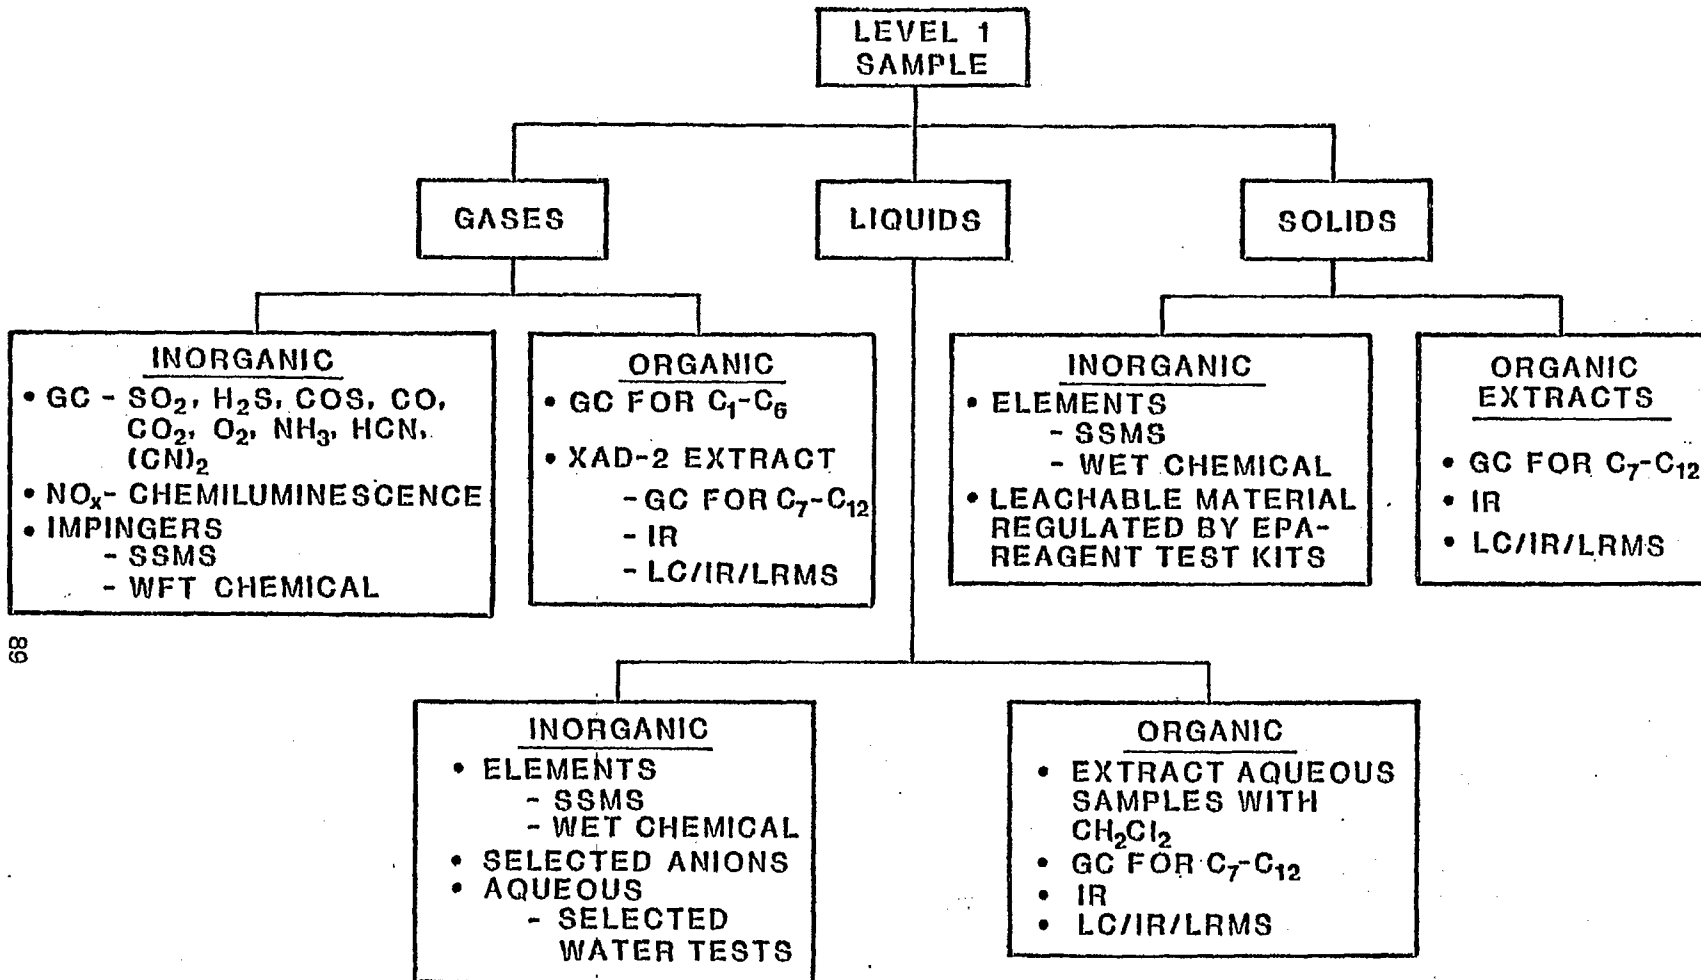 LEVEL 1
SAMPLE
GASES
LIQUIDS
SOLIDS
INORGANIC
• GC - SO₂, H₂S, COS, CO,
CO₂, O₂, NH₃, HCN,
(CN)₂
• NOₓ- CHEMILUMINESCENCE
• IMPINGERS
- SSMS
- WFT CHEMICAL
ORGANIC
• GC FOR C₁-C₆
• XAD-2 EXTRACT
- GC FOR C₇-C₁₂
- IR
- LC/IR/LRMS
INORGANIC
• ELEMENTS
- SSMS
- WET CHEMICAL
• LEACHABLE MATERIAL
REGULATED BY EPA-
REAGENT TEST KITS
ORGANIC
EXTRACTS
• GC FOR C₇-C₁₂
• IR
• LC/IR/LRMS
89
INORGANIC
• ELEMENTS
- SSMS
- WET CHEMICAL
• SELECTED ANIONS
• AQUEOUS
- SELECTED
WATER TESTS
ORGANIC
• EXTRACT AQUEOUS
SAMPLES WITH
CH₂Cl₂
• GC FOR C₇-C₁₂
• IR
• LC/IR/LRMS